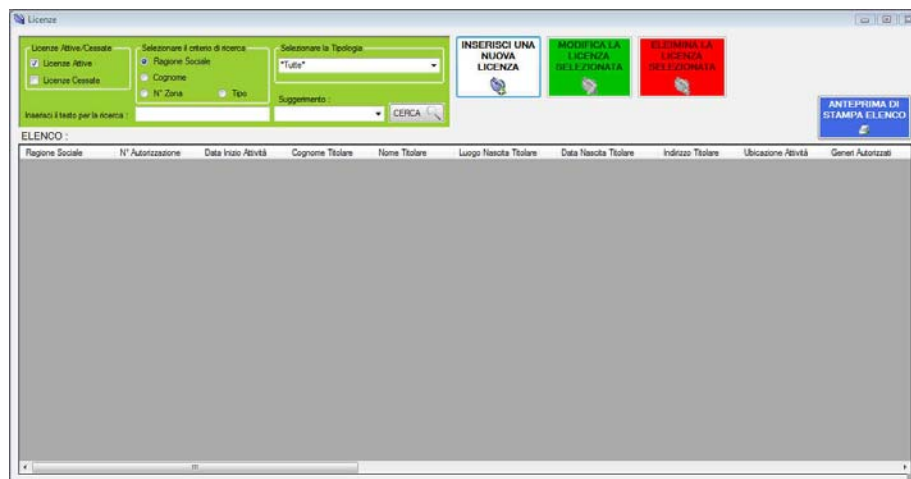 Licenze
Licenze Attive/Cessate
Licenze Attive
Licenze Cessate
Selezionare il criterio di ricerca
Ragione Sociale
Cognome
N° Zona
Tipo
Selezionare la Tipologia
"Tutte"
Suggerimento :
Inserisci il testo per la ricerca :
CERCA
INSERISCI UNA
NUOVA
LICENZA
MODIFICA LA
LICENZA
SELEZIONATA
ELEIMINA LA
LICENZA
SELEZIONATA
ANTEPRIMA DI
STAMPA ELENCO
ELENCO :
Ragione Sociale N° Autorizzazione Data Inizio Attività Cognome Titolare Nome Titolare Luogo Nascita Titolare Data Nascita Titolare Indirizzo Titolare Ubicazione Attività Generi Autorizzati